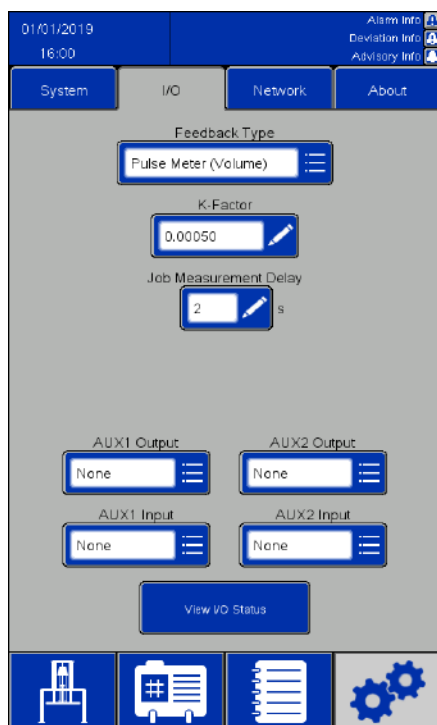 01/01/2019
16:00
Alarm Info
Deviation Info
Advisory Info
System
I/O
Network
About
Feedback Type
Pulse Meter (Volume)
K-Factor
0.00050
Job Measurement Delay
2
s
AUX1 Output
AUX2 Output
None
None
AUX1 Input
AUX2 Input
None
None
View I/O Status
#